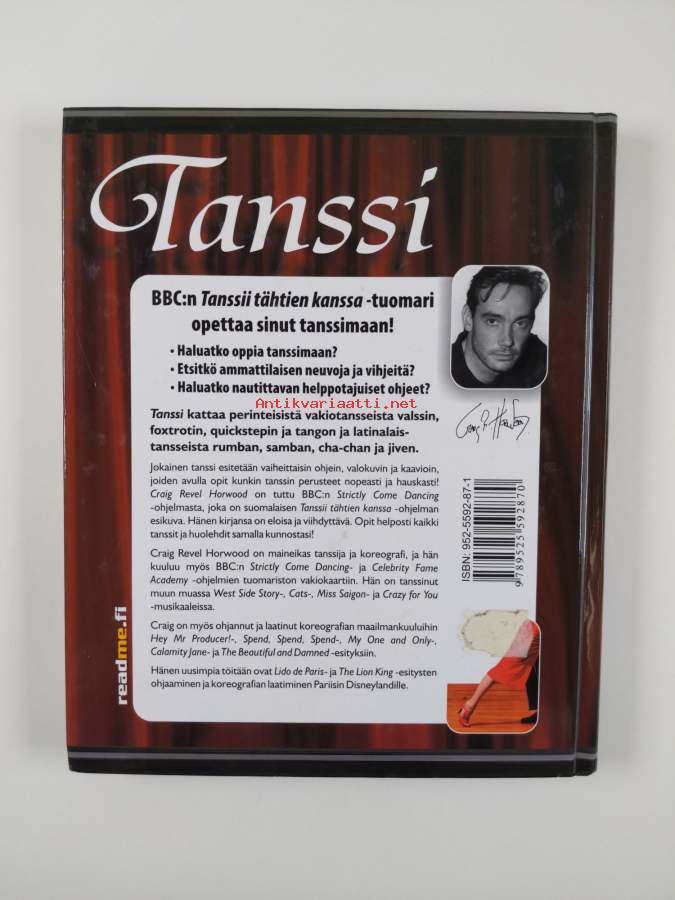 Tanssi
BBC:n Tanssii tähtien kanssa -tuomari
opettaa sinut tanssimaan!
• Haluatko oppia tanssimaan?
• Etsitkö ammattilaisen neuvoja ja vihjeitä?
• Haluatko nautittavan helppotajuiset ohjeet?
Antikvariaatti.net
Tanssi kattaa perinteisistä vakiotansseista valssin,
foxtrotin, quickstepin ja tangon ja latinalais-
tansseista rumban, samban, cha-chan ja jiven.
Jokainen tanssi esitetään vaiheittaisin ohjein, valokuvin ja kaavioin,
joiden avulla opit kunkin tanssin perusteet nopeasti ja hauskasti!
Craig Revel Horwood on tuttu BBC:n Strictly Come Dancing
-ohjelmasta, joka on suomalaisen Tanssii tähtien kanssa -ohjelman
esikuva. Hänen kirjansa on eloisa ja viihdyttävä. Opit helposti kaikki
tanssit ja huolehdit samalla kunnostasi!
Craig Revel Horwood on maineikas tanssija ja koreografi, ja hän
kuuluu myös BBC:n Strictly Come Dancing- ja Celebrity Fame
Academy -ohjelmien tuomariston vakiokaartiin. Hän on tanssinut
muun muassa West Side Story-, Cats-, Miss Saigon- ja Crazy for You
-musikaaleissa.
Craig on myös ohjannut ja laatinut koreografian maailmankuuluihin
Hey Mr Producer!-, Spend, Spend, Spend-, My One and Only-,
Calamity Jane- ja The Beautiful and Damned -esityksiin.
Hänen uusimpia töitään ovat Lido de Paris- ja The Lion King -esitysten
ohjaaminen ja koreografian laatiminen Pariisin Disneylandille.
ISBN: 952-5592-87-1
9789525592870
readme.fi